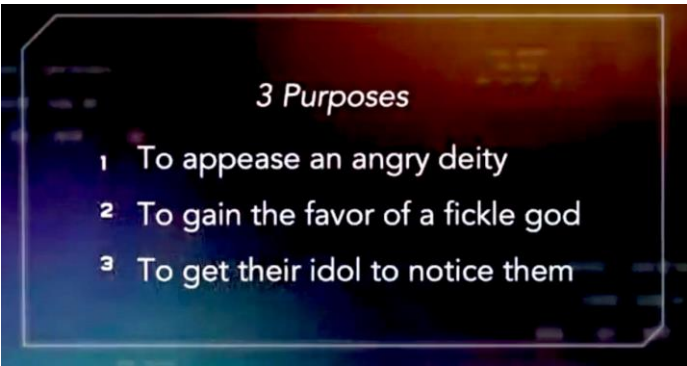 3 Purposes
1 To appease an angry deity
2 To gain the favor of a fickle god
3 To get their idol to notice them